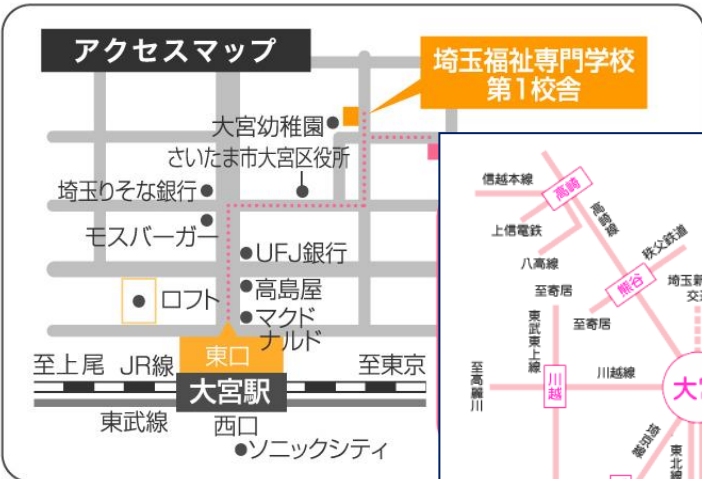 アクセスマップ
埼玉福祉専門学校
第1校舎
大宮幼稚園
さいたま市大宮区役所
埼玉りそな銀行
モスバーガー
UFJ銀行
ロフト
高島屋
マクド
ナルド
東口
至上尾 JR線
至東京
大宮駅
東武線
西口
ソニックシティ
信越本線
高崎
高崎線
上信電鉄
八高線
秩父鉄道
熊谷
至寄居
至寄居
埼玉新
交
東武東上線
川越線
川越
至高麗川
大
埼京線
東北線